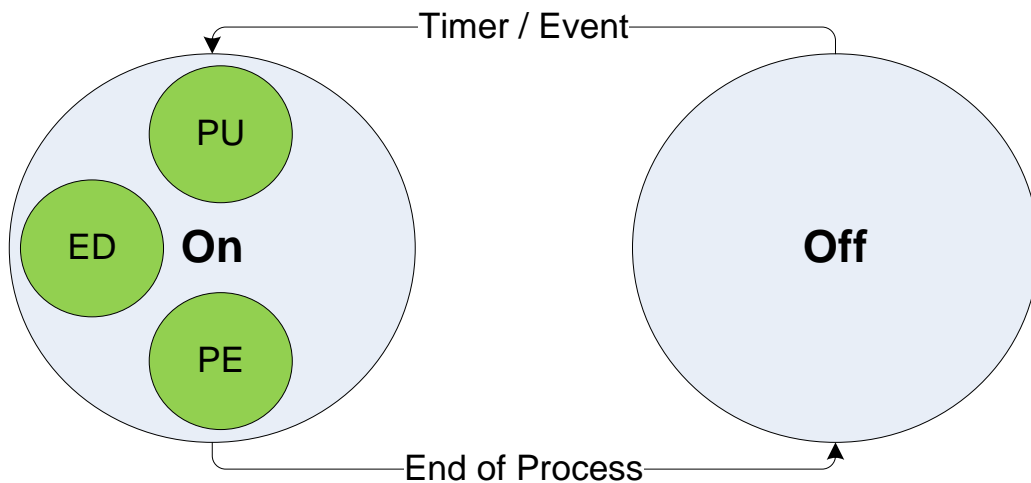 Timer / Event
PU
ED
On
Off
PE
End of Process